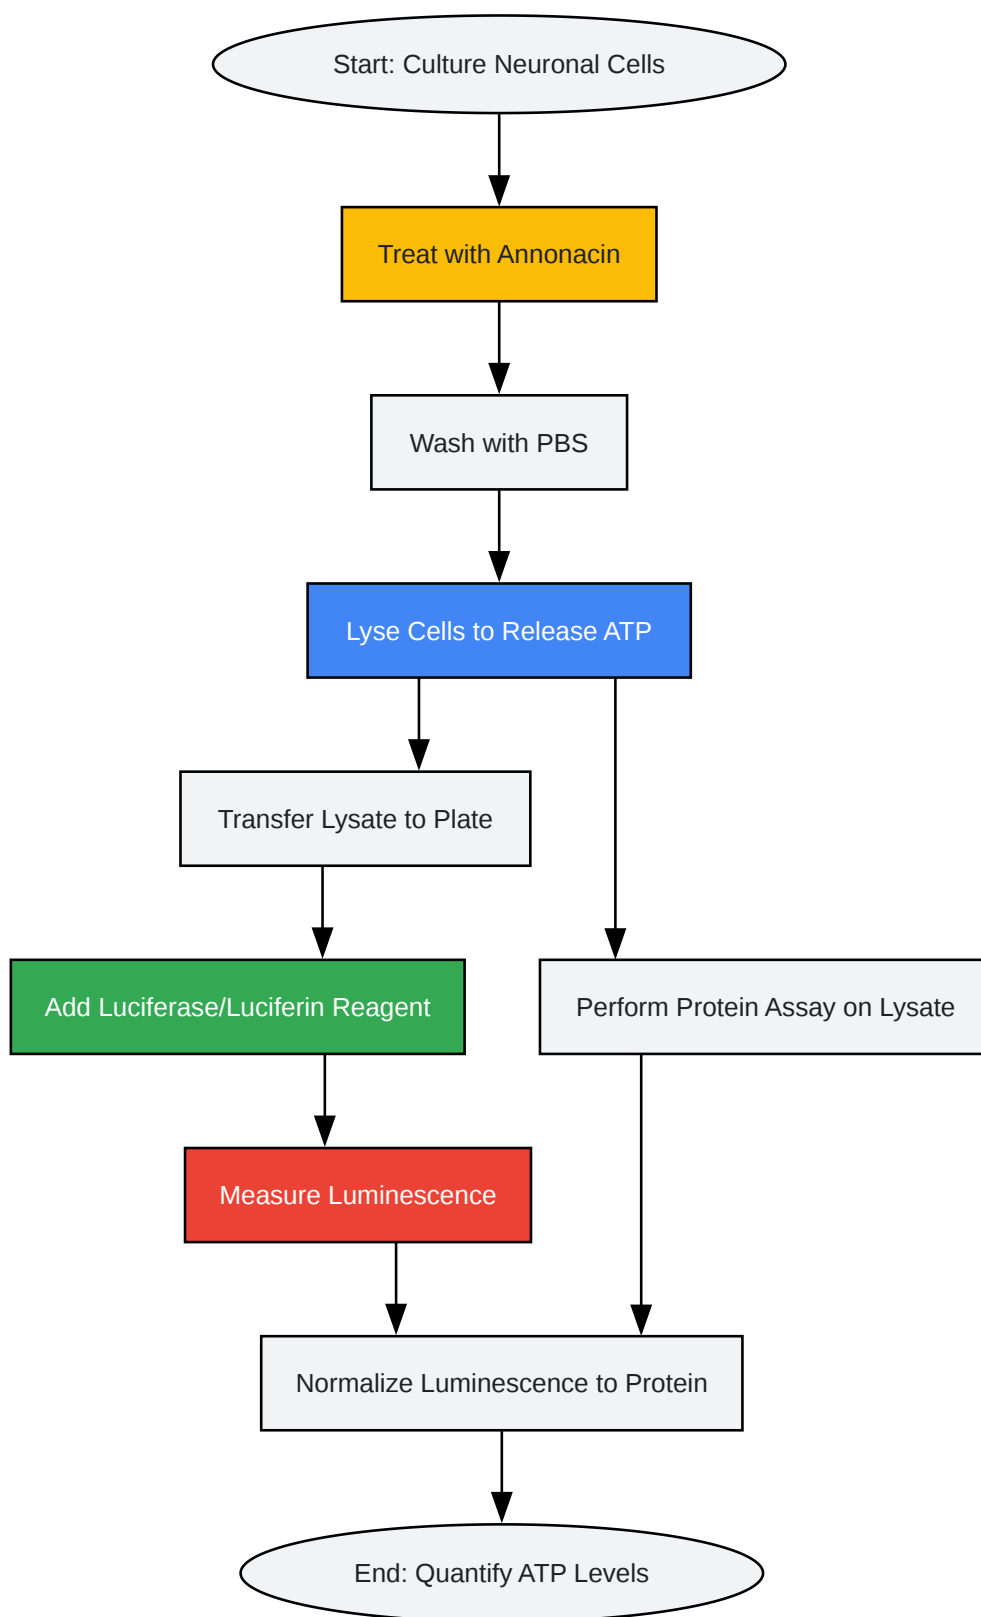 Start: Culture Neuronal Cells
Treat with Annonacin
Wash with PBS
Lyse Cells to Release ATP
Transfer Lysate to Plate
Add Luciferase/Luciferin Reagent
Perform Protein Assay on Lysate
Measure Luminescence
Normalize Luminescence to Protein
End: Quantify ATP Levels